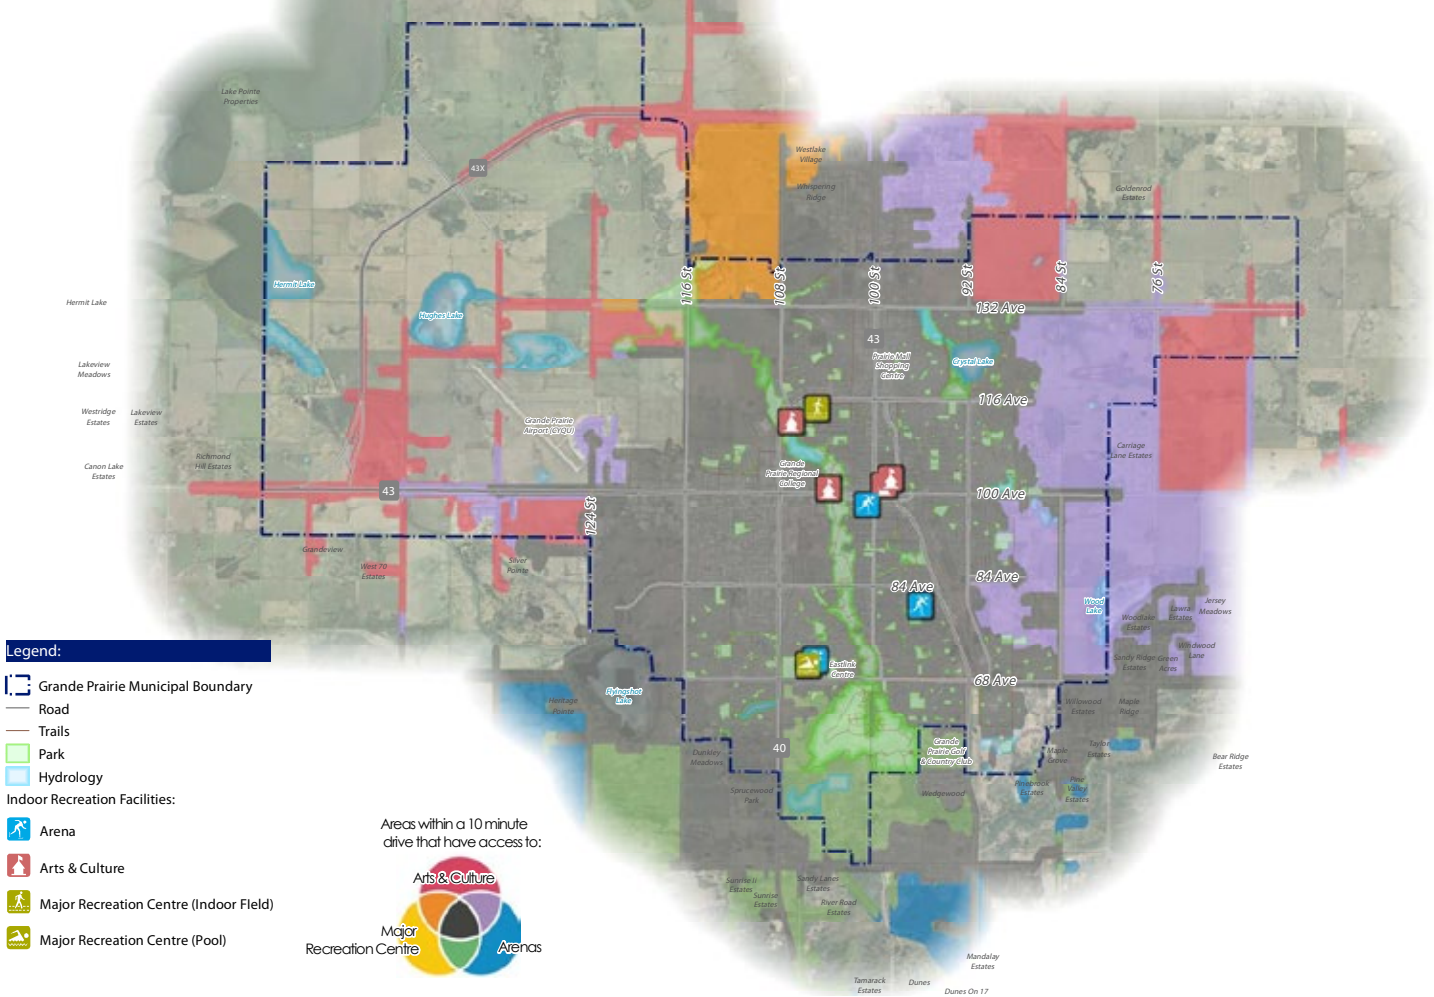 Lake Pointe
Properties
43X
Westlake
Village
Whispering
Ridge
Goldenrod
Estates
Hermit Lake
Hermit Lake
Hughes Lake
116 St
108 St
100 St
92 St
84 St
76 St
132 Ave
43
Prairie Mall
Shopping
Centre
Crystal Lake
Lakeview
Meadows
116 Ave
Westridge
Estates
Lakeview
Estates
Grande Prairie
Airport (CYQU)
Carriage
Lane Estates
Richmond
Hill Estates
Canon Lake
Estates
Grande
Prairie Regional
College
43
100 Ave
124 St
Grandeview
West 70
Estates
Silver
Pointe
84 Ave
84 Ave
Wood
Lake
Jersey
Meadows
Lawra
Estates
Woodlake
Estates
Windwood
Lane
Sandy Ridge
Estates
Green
Acres
Eastlink
Centre
68 Ave
Flyingshot
Lake
Heritage
Pointe
Willowood
Estates
Maple
Ridge
Dunkley
Meadows
40
Grande
Prairie Golf
& Country Club
Maple
Grove
Taylor
Estates
Bear Ridge
Estates
Sprucewood
Park
Wedgewood
Pinebrook
Estates
Pine
Valley
Estates
Sunrise II
Estates
Sunrise
Estates
Sandy Lanes
Estates
River Road
Estates
Mandalay
Estates
Tamarack
Estates
Dunes
Dunes On 17
Legend:
Grande Prairie Municipal Boundary
Road
Trails
Park
Hydrology
Indoor Recreation Facilities:
Arena
Arts & Culture
Major Recreation Centre (Indoor FIeld)
Major Recreation Centre (Pool)
Areas within a 10 minute
drive that have access to:
Arts & Culture
Major
Recreation Centre
Arenas